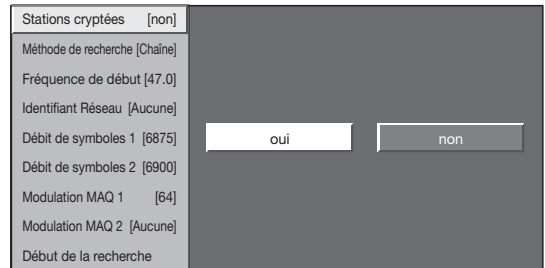 Stations cryptées [non]
Méthode de recherche [Chaîne]
Fréquence de début [47.0]
Identifiant Réseau [Aucune]
Débit de symboles 1 [6875]
oui non
Débit de symboles 2 [6900]
Modulation MAQ 1 [64]
Modulation MAQ 2 [Aucune]
Début de la recherche